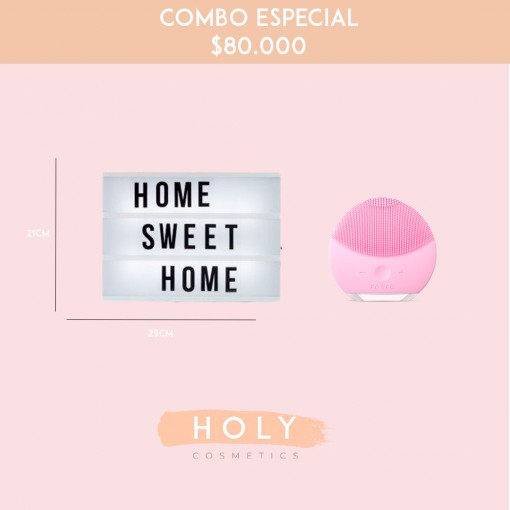 COMBO ESPECIAL
$80.000
HOME
SWEET
HOME
21CM
29CM
HOLY
COSMETICS